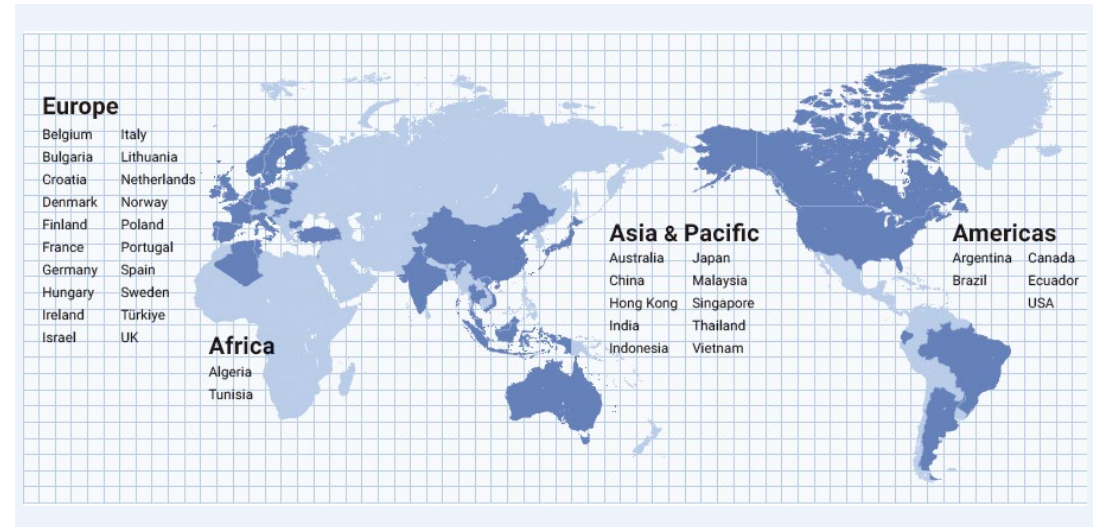 Europe
Belgium Italy
Bulgaria Lithuania
Croatia Netherlands
Denmark Norway
Finland Poland
France Portugal
Germany Spain
Hungary Sweden
Ireland Türkiye
Israel UK
Africa
Algeria
Tunisia
Asia & Pacific
Australia Japan
China Malaysia
Hong Kong Singapore
India Thailand
Indonesia Vietnam
Americas
Argentina Canada
Brazil Ecuador
USA